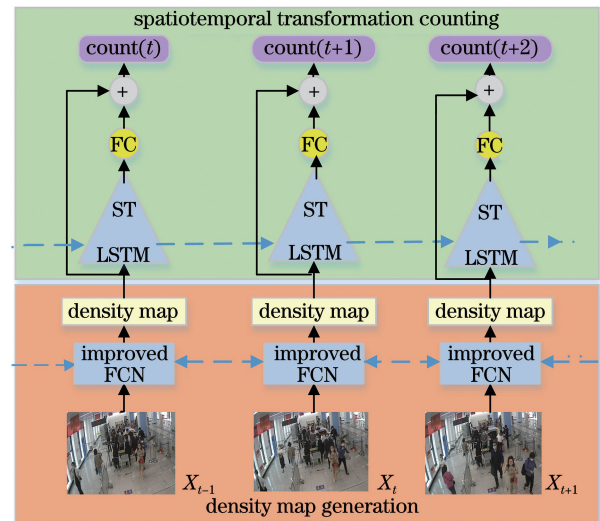 spatiotemporal transformation counting
count(t) count(t+1) count(t+2)
+ + +
FC FC FC
ST ST ST
LSTM LSTM LSTM
density map density map density map
improved improved improved
FCN FCN FCN
X_{t−1} X_t X_{t+1}
density map generation